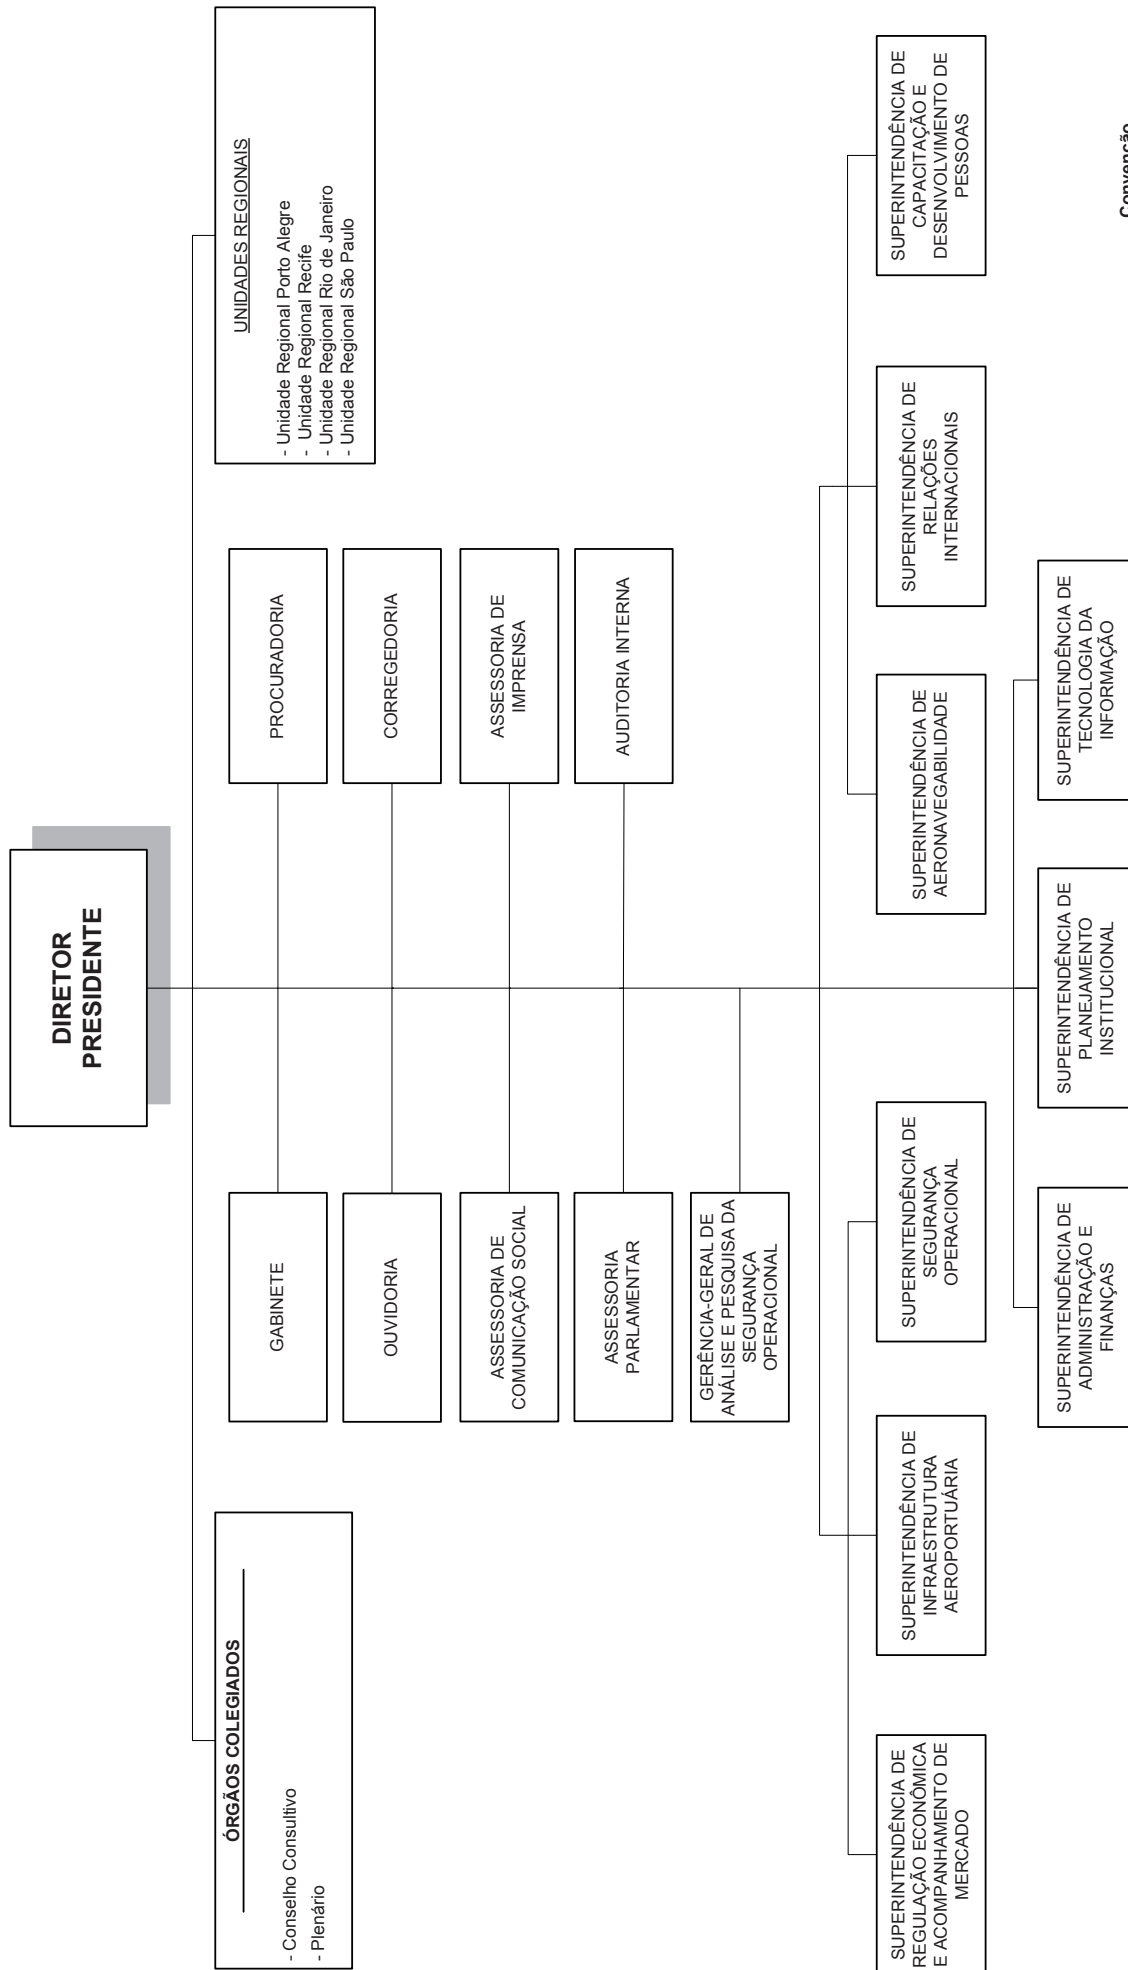 DIRETOR
PRESIDENTE
ÓRGÃOS COLEGIADOS
- Conselho Consultivo
- Plenário
UNIDADES REGIONAIS
- Unidade Regional Porto Alegre
- Unidade Regional Recife
- Unidade Regional Rio de Janeiro
- Unidade Regional São Paulo
GABINETE
PROCURADORIA
OUVIDORIA
CORREGEDORIA
ASSESSORIA DE
COMUNICAÇÃO SOCIAL
ASSESSORIA DE
IMPRENSA
ASSESSORIA
PARLAMENTAR
AUDITORIA INTERNA
GERÊNCIA-GERAL DE
ANÁLISE E PESQUISA DA
SEGURANÇA
OPERACIONAL
SUPERINTENDÊNCIA DE
REGULAÇÃO ECONÔMICA
E ACOMPANHAMENTO DE
MERCADO
SUPERINTENDÊNCIA DE
INFRAESTRUTURA
AEROPORTUÁRIA
SUPERINTENDÊNCIA DE
SEGURANÇA
OPERACIONAL
SUPERINTENDÊNCIA DE
AERONAVEGABILIDADE
SUPERINTENDÊNCIA DE
RELAÇÕES
INTERNACIONAIS
SUPERINTENDÊNCIA DE
CAPACITAÇÃO E
DESENVOLVIMENTO DE
PESSOAS
SUPERINTENDÊNCIA DE
ADMINISTRAÇÃO E
FINANÇAS
SUPERINTENDÊNCIA DE
PLANEJAMENTO
INSTITUCIONAL
SUPERINTENDÊNCIA DE
TECNOLOGIA DA
INFORMAÇÃO
Convenção